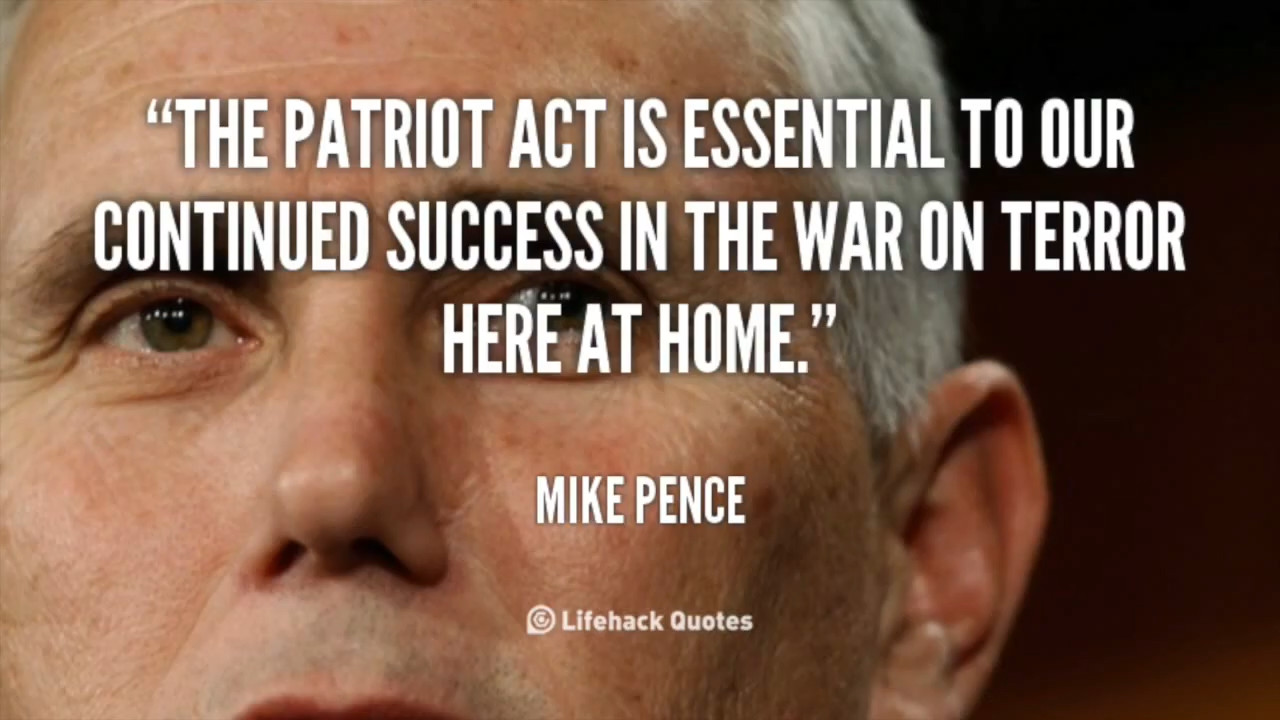 “THE PATRIOT ACT IS ESSENTIAL TO OUR
CONTINUED SUCCESS IN THE WAR ON TERROR
HERE AT HOME.”
MIKE PENCE
Lifehack Quotes